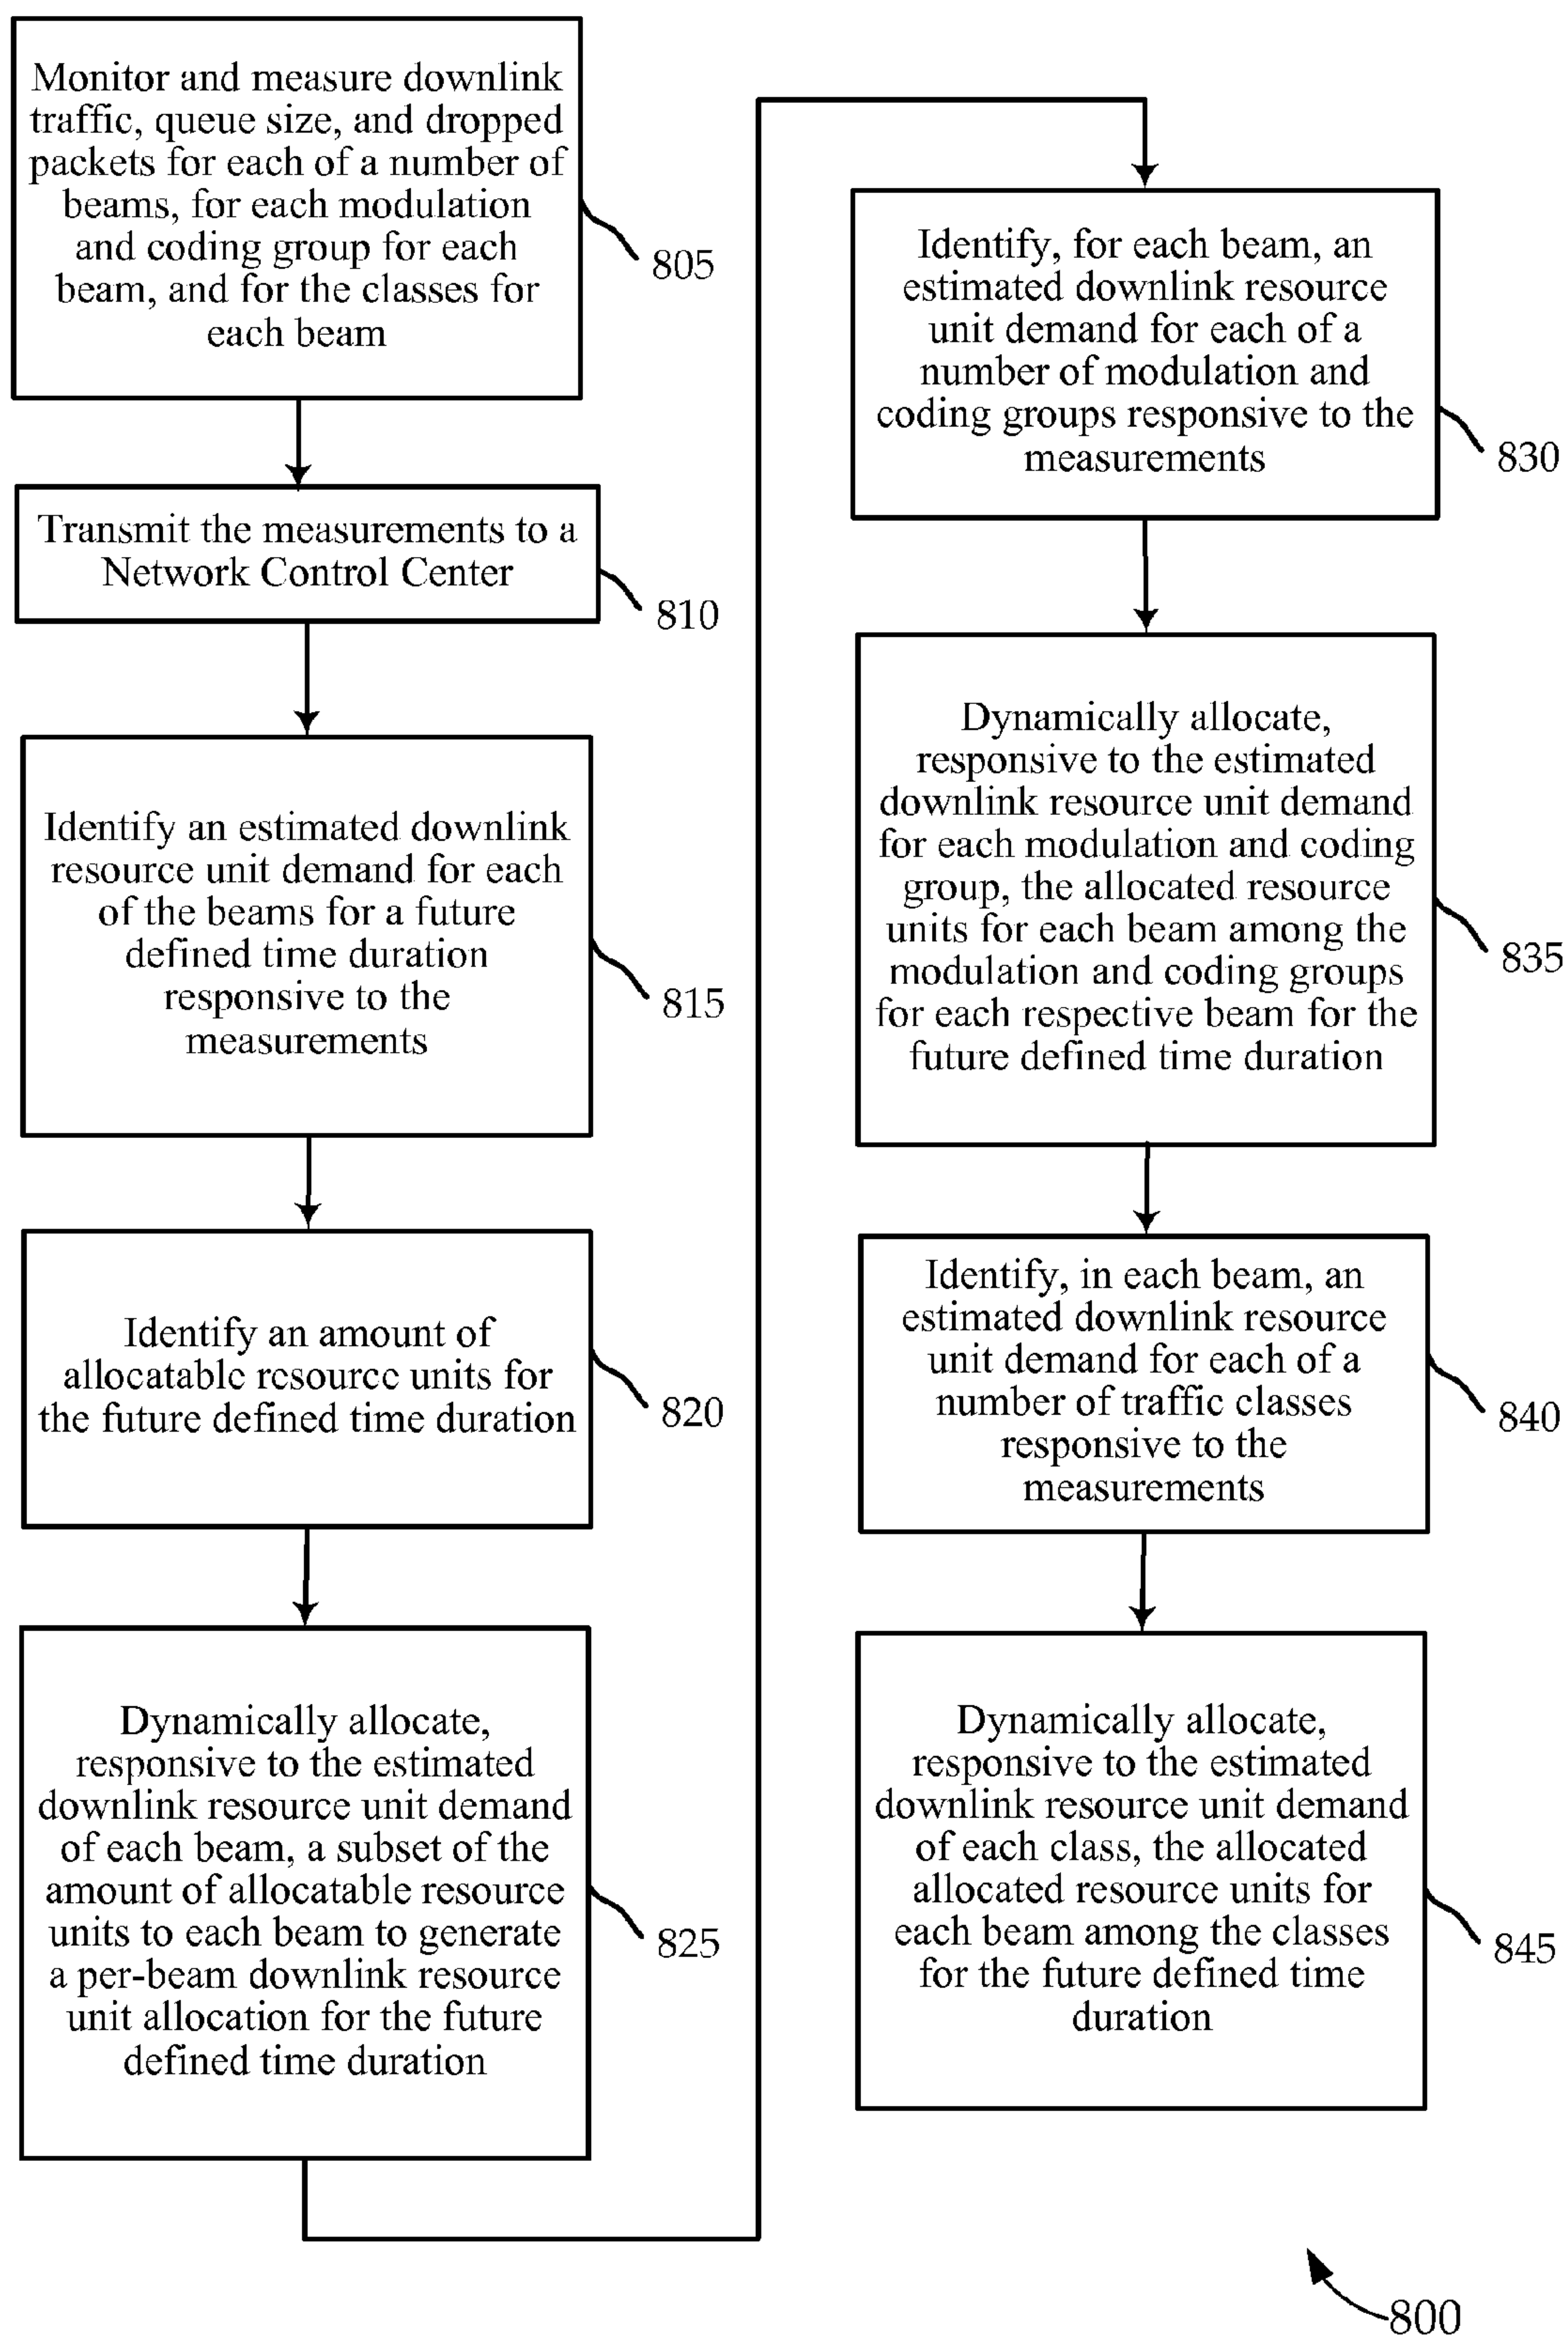 Monitor and measure downlink
traffic, queue size, and dropped
packets for each of a number of
beams, for each modulation
and coding group for each
beam, and for the classes for
each beam
805
Transmit the measurements to a
Network Control Center
810
Identify an estimated downlink
resource unit demand for each
of the beams for a future
defined time duration
responsive to the
measurements
815
Identify an amount of
allocatable resource units for
the future defined time duration
820
Dynamically allocate,
responsive to the estimated
downlink resource unit demand
of each beam, a subset of the
amount of allocatable resource
units to each beam to generate
a per-beam downlink resource
unit allocation for the future
defined time duration
825
Identify, for each beam, an
estimated downlink resource
unit demand for each of a
number of modulation and
coding groups responsive to the
measurements
830
Dynamically allocate,
responsive to the estimated
downlink resource unit demand
for each modulation and coding
group, the allocated resource
units for each beam among the
modulation and coding groups
for each respective beam for the
future defined time duration
835
Identify, in each beam, an
estimated downlink resource
unit demand for each of a
number of traffic classes
responsive to the
measurements
840
Dynamically allocate,
responsive to the estimated
downlink resource unit demand
of each class, the allocated
allocated resource units for
each beam among the classes
for the future defined time
duration
845
800